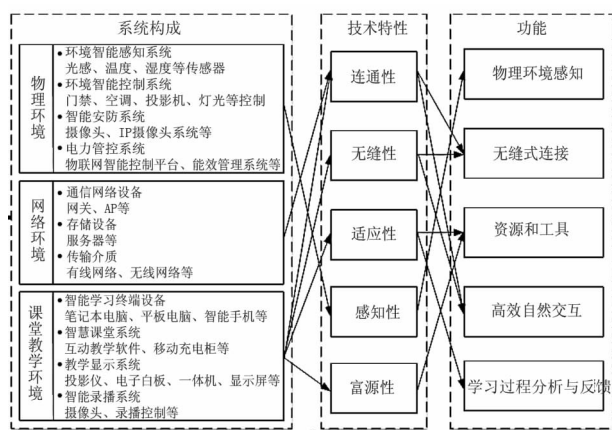 系统构成
物理环境
•环境智能感知系统
光感、温度、湿度等传感器
•环境智能控制系统
门禁、空调、投影机、灯光等控制
•智能安防系统
摄像头、IP摄像头系统等
•电力管控系统
物联网智能控制平台、能效管理系统等
网络环境
•通信网络设备
网关、AP等
•存储设备
服务器等
•传输介质
有线网络、无线网络等
课堂教学环境
•智能学习终端设备
笔记本电脑、平板电脑、智能手机等
•智慧课堂系统
互动教学软件、移动充电柜等
•教学显示系统
投影仪、电子白板、一体机、显示屏等
•智能录播系统
摄像头、录播控制等
技术特性
连通性
无缝性
适应性
感知性
富源性
功能
物理环境感知
无缝式连接
资源和工具
高效自然交互
学习过程分析与反馈